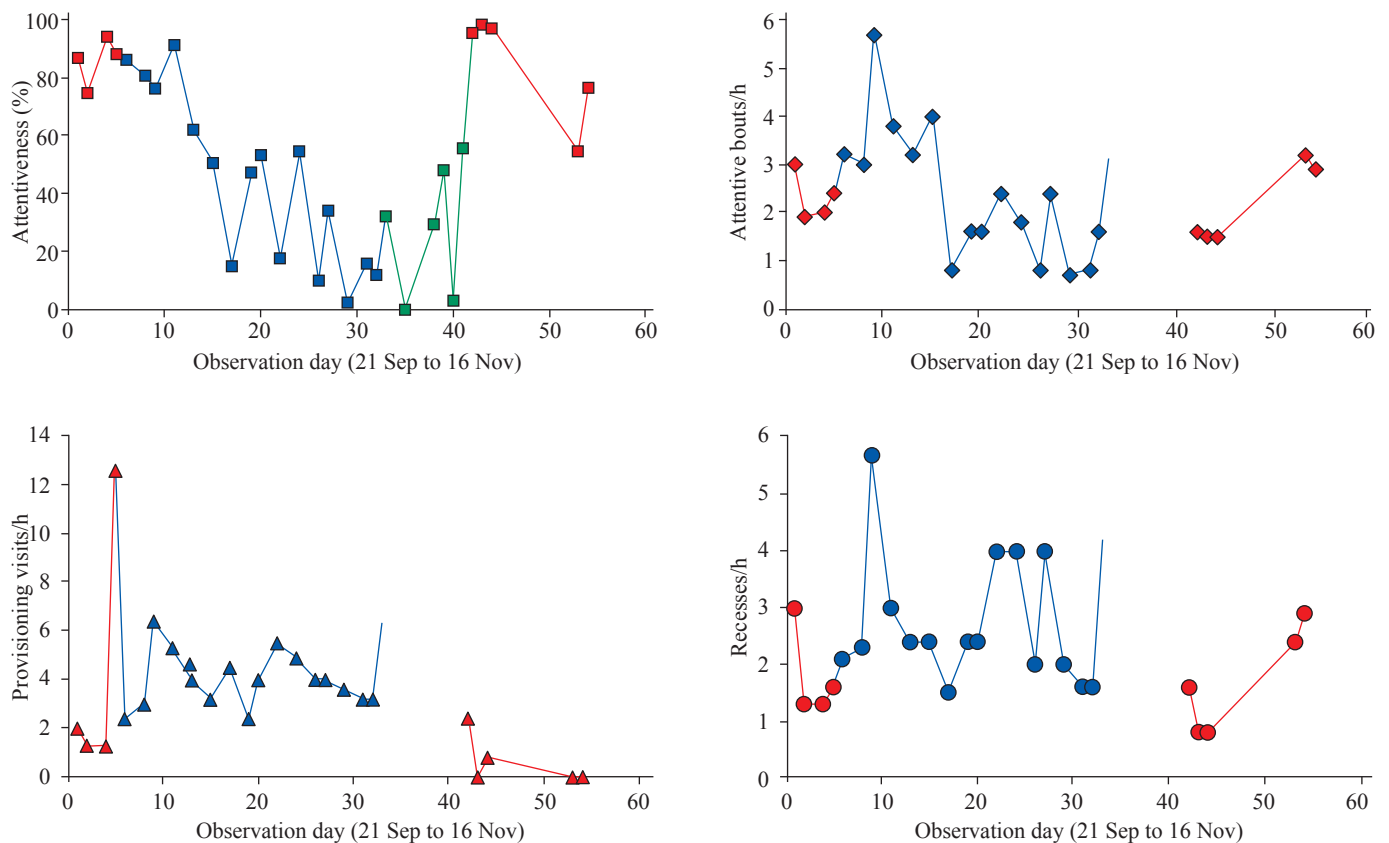 Attentiveness (%)
100
80
60
40
20
0
0 10 20 30 40 50 60
Observation day (21 Sep to 16 Nov)
Attentive bouts/h
6
5
4
3
2
1
0
0 10 20 30 40 50 60
Observation day (21 Sep to 16 Nov)
Provisioning visits/h
14
12
10
8
6
4
2
0
0 10 20 30 40 50 60
Observation day (21 Sep to 16 Nov)
Recesses/h
6
5
4
3
2
1
0
0 10 20 30 40 50 60
Observation day (21 Sep to 16 Nov)